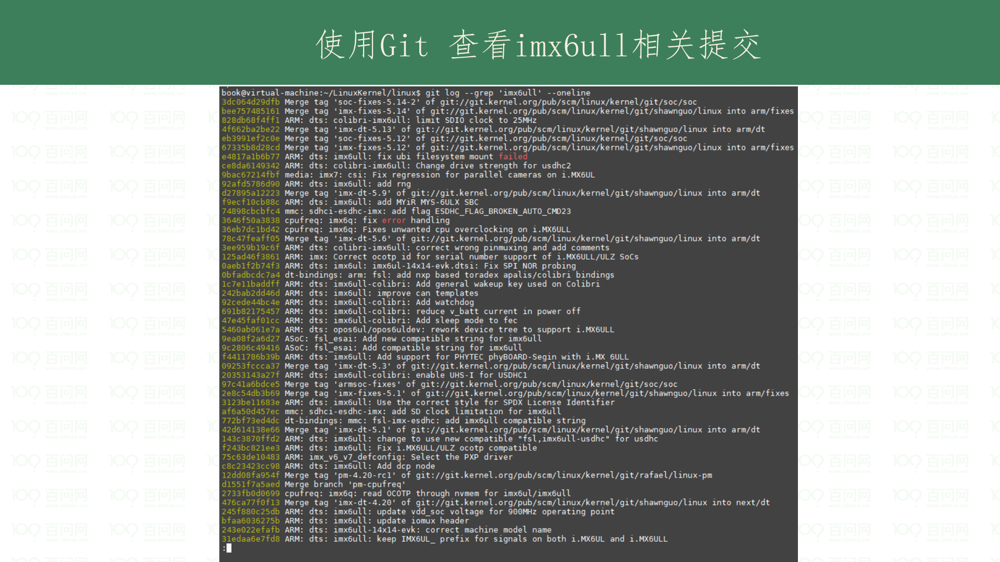 使用Git 查看imx6ull相关提交
book@virtual-machine:~/LinuxKernel/linux$ git log --grep 'imx6ull' --oneline
3dc064d29dfb Merge tag 'soc-fixes-5.14-2' of git://git.kernel.org/pub/scm/linux/kernel/git/soc/soc
bee757485161 Merge tag 'imx-fixes-5.14' of git://git.kernel.org/pub/scm/linux/kernel/git/shawnguo/linux into arm/fixes
828db68f4ff1 ARM: dts: colibri-imx6ull: limit SDIO clock to 25MHz
4f662ba2be22 Merge tag 'imx-dt-5.13' of git://git.kernel.org/pub/scm/linux/kernel/git/shawnguo/linux into arm/dt
eb3991ef2c0e Merge tag 'soc-fixes-5.12' of git://git.kernel.org/pub/scm/linux/kernel/git/soc/soc
67335b8d28cd Merge tag 'imx-fixes-5.12' of git://git.kernel.org/pub/scm/linux/kernel/git/shawnguo/linux into arm/fixes
e4817a1b6b77 ARM: dts: imx6ull: fix ubi filesystem mount failed
ce8da6149342 ARM: dts: colibri-imx6ull: Change drive strength for usdhc2
9bac67214fbf media: imx7: csi: Fix regression for parallel cameras on i.MX6UL
92afd5786d90 ARM: dts: imx6ull: add rng
d27895a12223 Merge tag 'imx-dt-5.9' of git://git.kernel.org/pub/scm/linux/kernel/git/shawnguo/linux into arm/dt
f9ecf10cb88c ARM: dts: imx6ull: add MYiR MYS-6ULX SBC
74898cbcbfc4 mmc: sdhci-esdhc-imx: add flag ESDHC_FLAG_BROKEN_AUTO_CMD23
3646f50a3838 cpufreq: imx6q: fix error handling
36eb7dc1bd42 cpufreq: imx6q: Fixes unwanted cpu overclocking on i.MX6ULL
78c47feaff05 Merge tag 'imx-dt-5.6' of git://git.kernel.org/pub/scm/linux/kernel/git/shawnguo/linux into arm/dt
3ee959b19c6f ARM: dts: colibri-imx6ull: correct wrong pinmuxing and add comments
125ad46f3861 ARM: imx: Correct ocotp id for serial number support of i.MX6ULL/ULZ SoCs
0aeb1f2b74f3 ARM: dts: imx6ul: imx6ul-14x14-evk.dtsi: Fix SPI NOR probing
0bfadbcdc7a4 dt-bindings: arm: fsl: add nxp based toradex apalis/colibri bindings
1c7e11baddff ARM: dts: imx6ull-colibri: Add general wakeup key used on Colibri
242bab2dd46d ARM: dts: imx6ull: improve can templates
92cede44bc4e ARM: dts: imx6ull-colibri: Add watchdog
691b82175457 ARM: dts: imx6ull-colibri: reduce v_batt current in power off
47e45faf01cc ARM: dts: imx6ull-colibri: Add sleep mode to fec
5460ab061e7a ARM: dts: opos6ul/opos6uldev: rework device tree to support i.MX6ULL
9ea08f2a6d27 ASoC: fsl_esai: Add new compatible string for imx6ull
9c2806c49416 ASoC: fsl_esai: Add compatible string for imx6ull
f4411786b39b ARM: dts: imx6ull: Add support for PHYTEC phyBOARD-Segin with i.MX 6ULL
09253fccca37 Merge tag 'imx-dt-5.3' of git://git.kernel.org/pub/scm/linux/kernel/git/shawnguo/linux into arm/dt
20353143a27f ARM: dts: imx6ull-colibri: enable UHS-I for USDHC1
97c41a6bdce5 Merge tag 'armsoc-fixes' of git://git.kernel.org/pub/scm/linux/kernel/git/soc/soc
2e8c54db3b69 Merge tag 'imx-fixes-5.1' of git://git.kernel.org/pub/scm/linux/kernel/git/shawnguo/linux into arm/fixes
3123be11683e ARM: dts: imx6ull: Use the correct style for SPDX License Identifier
af6a50d457ec mmc: sdhci-esdhc-imx: add SD clock limitation for imx6ull
772bf73ed4dc dt-bindings: mmc: fsl-imx-esdhc: add imx6ull compatible string
42d614138e66 Merge tag 'imx-dt-5.1' of git://git.kernel.org/pub/scm/linux/kernel/git/shawnguo/linux into arm/dt
143c3870ffd2 ARM: dts: imx6ull: change to use new compatible "fsl,imx6ull-usdhc" for usdhc
f243bc821ee3 ARM: dts: imx6ull: Fix i.MX6ULL/ULZ ocotp compatible
75c63de10483 ARM: imx_v6_v7_defconfig: Select the PXP driver
c8c23423cc98 ARM: dts: imx6ull: Add dcp node
12dd08fa954f Merge tag 'pm-4.20-rc1' of git://git.kernel.org/pub/scm/linux/kernel/git/rafael/linux-pm
d1551f7a5aed Merge branch 'pm-cpufreq'
2733fb0d0699 cpufreq: imx6q: read OCOTP through nvmem for imx6ul/imx6ull
476ca77f0f13 Merge tag 'imx-dt-4.20' of git://git.kernel.org/pub/scm/linux/kernel/git/shawnguo/linux into next/dt
245f880c25db ARM: dts: imx6ull: update vdd_soc voltage for 900MHz operating point
bfaa6036275b ARM: dts: imx6ull: update iomux header
243e022efafb ARM: dts: imx6ull-14x14-evk: correct machine model name
31edaa6e7fd8 ARM: dts: imx6ull: keep IMX6UL_ prefix for signals on both i.MX6UL and i.MX6ULL
:
百问网
www.100ask.net